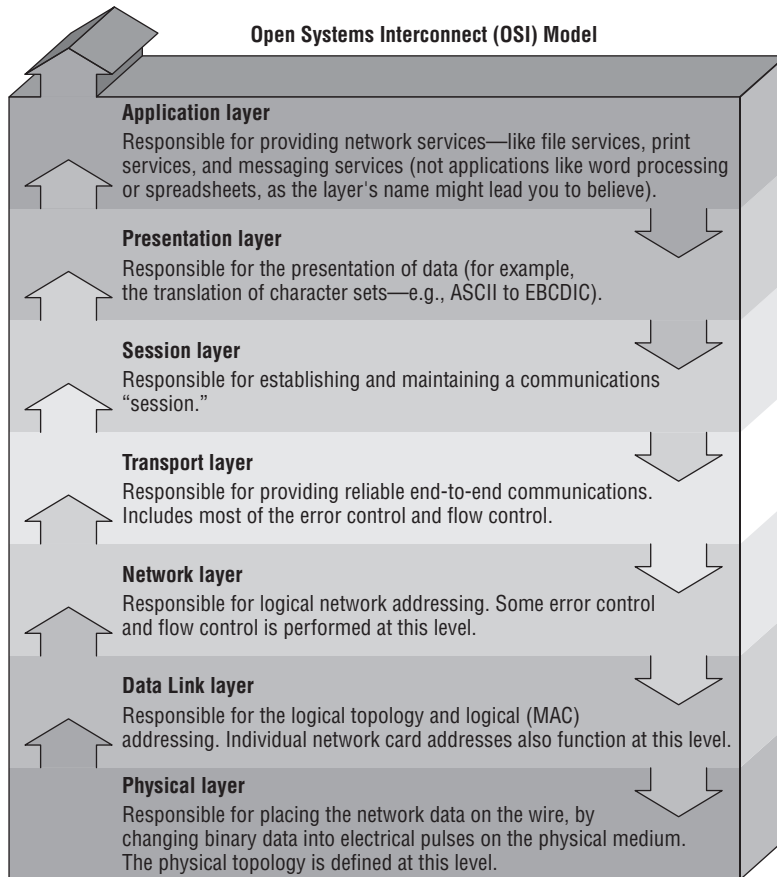 Open Systems Interconnect (OSI) Model
Application layer
Responsible for providing network services—like file services, print
services, and messaging services (not applications like word processing
or spreadsheets, as the layer's name might lead you to believe).
Presentation layer
Responsible for the presentation of data (for example,
the translation of character sets—e.g., ASCII to EBCDIC).
Session layer
Responsible for establishing and maintaining a communications
“session.”
Transport layer
Responsible for providing reliable end-to-end communications.
Includes most of the error control and flow control.
Network layer
Responsible for logical network addressing. Some error control
and flow control is performed at this level.
Data Link layer
Responsible for the logical topology and logical (MAC)
addressing. Individual network card addresses also function at this level.
Physical layer
Responsible for placing the network data on the wire, by
changing binary data into electrical pulses on the physical medium.
The physical topology is defined at this level.